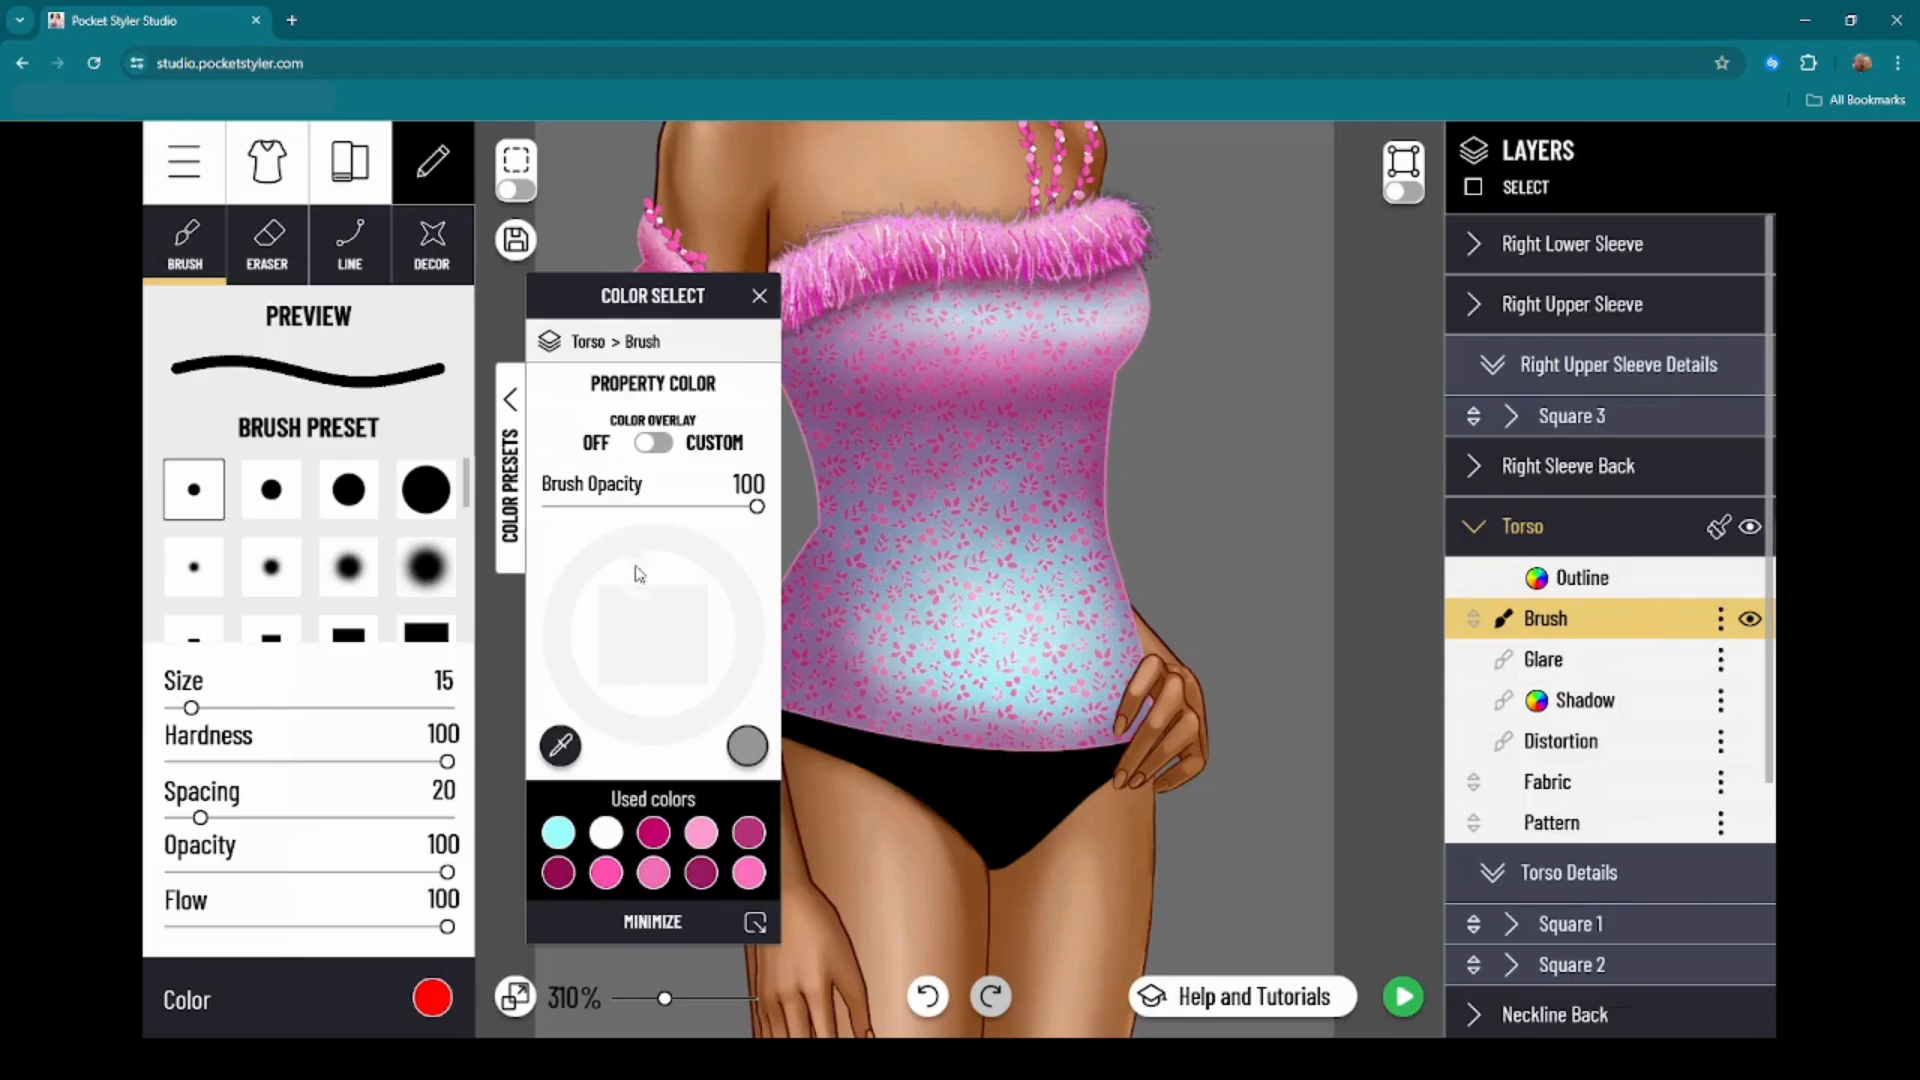 Pocket Styler Studio
studio.pocketstyler.com
All Bookmarks
BRUSH
ERASER
LINE
DECOR
PREVIEW
BRUSH PRESET
Size 15
Hardness 100
Spacing 20
Opacity 100
Flow 100
Color
COLOR SELECT
Torso > Brush
COLOR PRESETS
PROPERTY COLOR
COLOR OVERLAY
OFF CUSTOM
Brush Opacity 100
Used colors
MINIMIZE
310%
Help and Tutorials
LAYERS
SELECT
Right Lower Sleeve
Right Upper Sleeve
Right Upper Sleeve Details
Square 3
Right Sleeve Back
Torso
Outline
Brush
Glare
Shadow
Distortion
Fabric
Pattern
Torso Details
Square 1
Square 2
Neckline Back